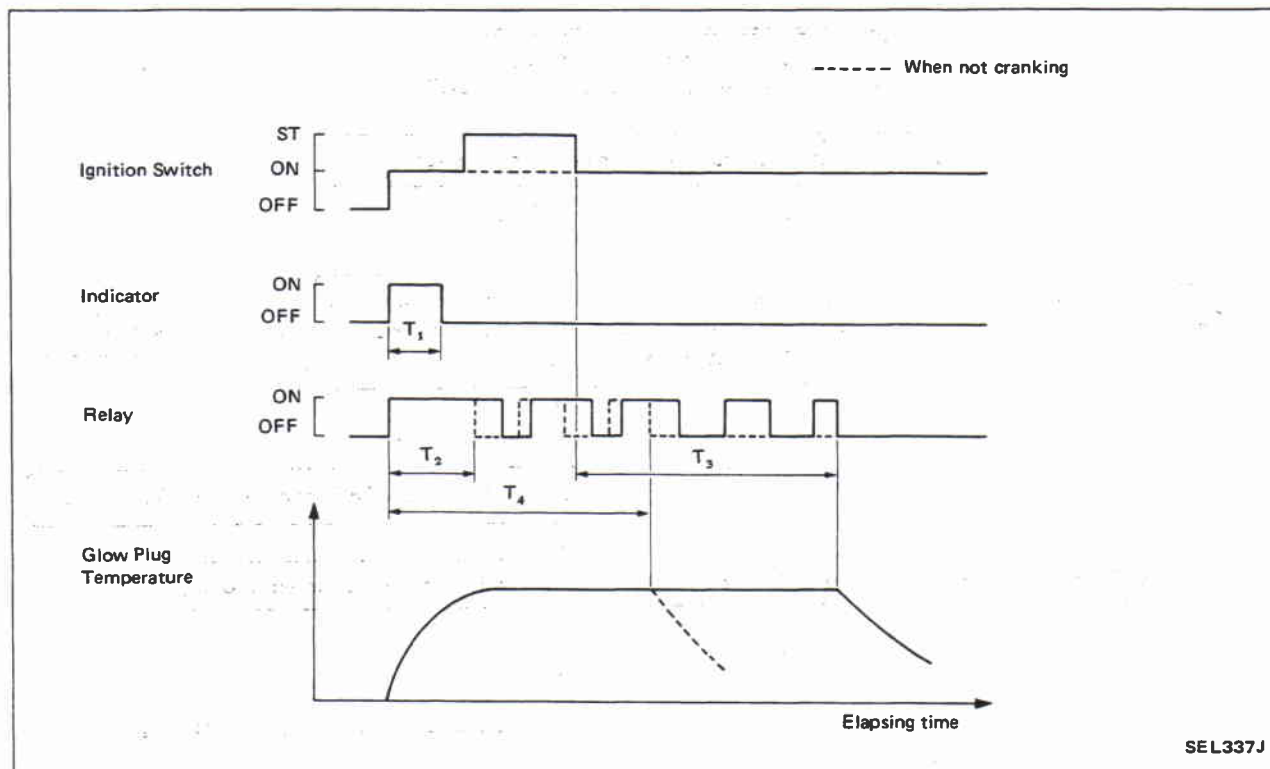 When not cranking
ST
Ignition Switch
ON
OFF
Indicator
ON
OFF
T₁
Relay
ON
OFF
T₂
T₃
T₄
Glow Plug
Temperature
Elapsing time
SEL337J